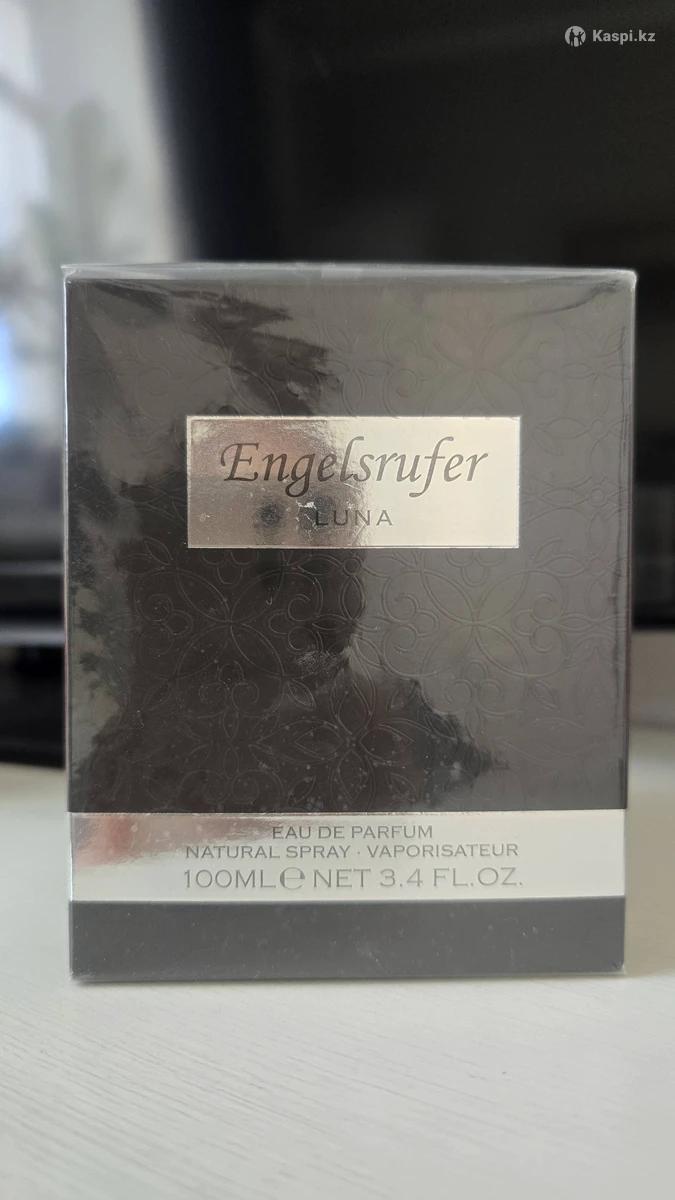 Kaspi.kz
Engelsrufer
LUNA
EAU DE PARFUM
NATURAL SPRAY · VAPORISATEUR
100ML℮ NET 3.4 FL.OZ.